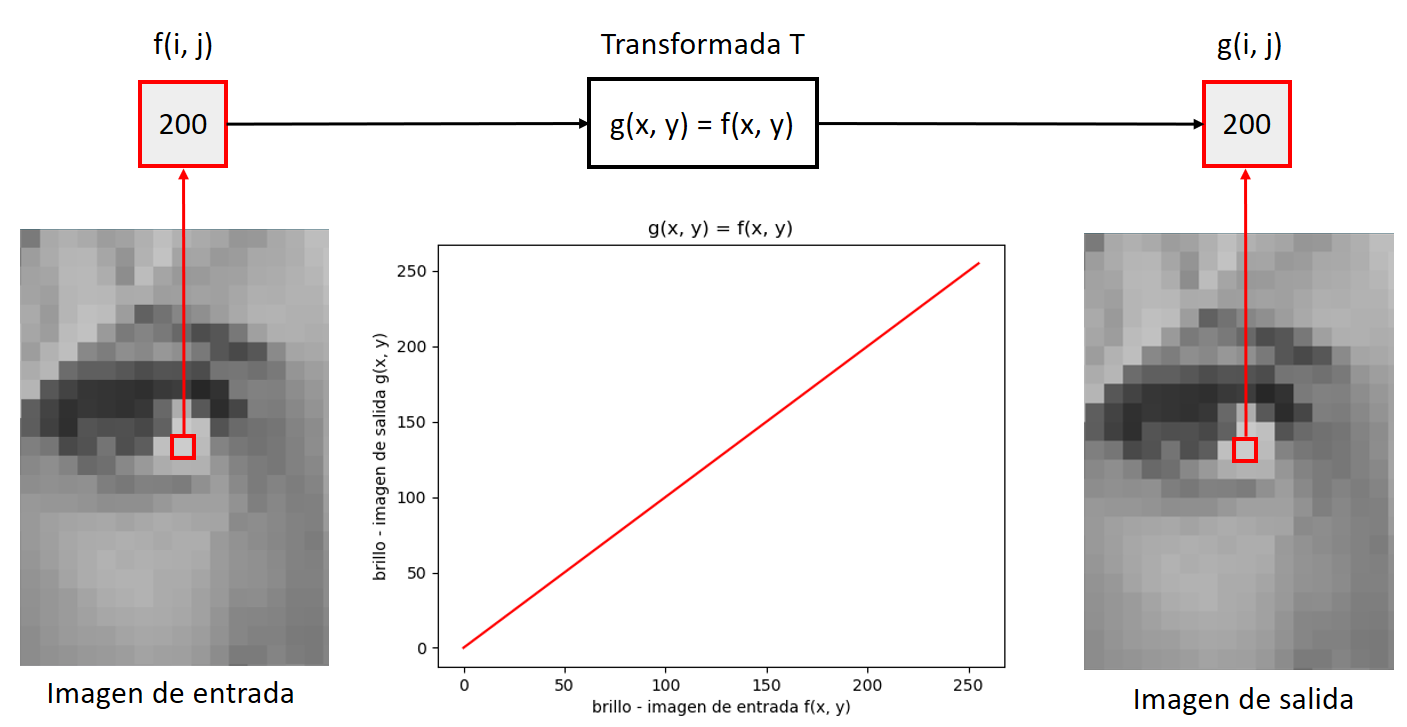 f(i, j)
Transformada T
g(i, j)
200
g(x, y) = f(x, y)
200
g(x, y) = f(x, y)
250
200
150
100
50
0
brillo - imagen de salida g(x, y)
0 50 100 150 200 250
brillo - imagen de entrada f(x, y)
Imagen de entrada
Imagen de salida